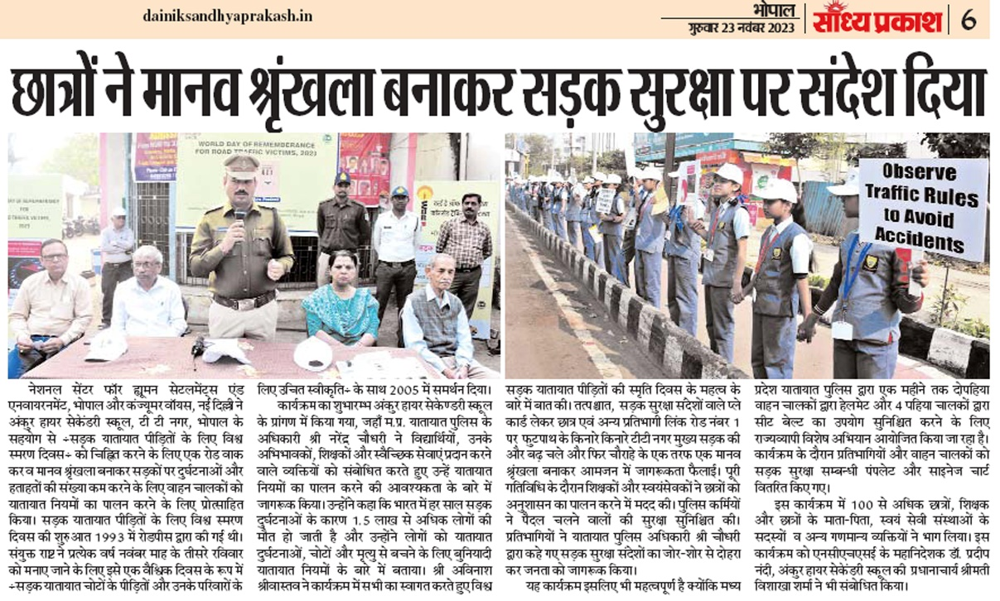 dainiksandhyaprakash.in
भोपाल
गुरुवार 23 नवंबर 2023
सांध्य प्रकाश
6
छात्रों ने मानव श्रृंखला बनाकर सड़क सुरक्षा पर संदेश दिया
WORLD DAY OF REMEMBERANCE
FOR ROAD TRAFFIC VICTIMS, 2023
Observe
Traffic Rules
to Avoid
Accidents
नेशनल सेंटर फॉर ह्यूमन सेटलमेंट्स एंड
एनवायरनमेंट, भोपाल और कंज्यूमर वॉयस, नई दिल्ली ने
अंकुर हायर सेकेंडरी स्कूल, टी टी नगर, भोपाल के
सहयोग से ÷सड़क यातायात पीड़ितों के लिए विश्व
स्मरण दिवस÷ को चिह्नित करने के लिए एक रोड वाक
कर व मानव श्रृंखला बनाकर सड़कों पर दुर्घटनाओं और
हताहतों की संख्या कम करने के लिए वाहन चालकों को
यातायात नियमों का पालन करने के लिए प्रोत्साहित
किया। सड़क यातायात पीड़ितों के लिए विश्व स्मरण
दिवस की शुरुआत 1993 में रोडपीस द्वारा की गई थी।
संयुक्त राष्ट्र ने प्रत्येक वर्ष नवंबर माह के तीसरे रविवार
को मनाए जाने के लिए इसे एक वैश्विक दिवस के रूप में
÷सड़क यातायात चोटों के पीड़ितों और उनके परिवारों के
लिए उचित स्वीकृति÷ के साथ 2005 में समर्थन दिया।
कार्यक्रम का शुभारम्भ अंकुर हायर सेकेण्डरी स्कूल
के प्रांगण में किया गया, जहाँ म.प्र. यातायात पुलिस के
अधिकारी श्री नरेंद्र चौधरी ने विद्यार्थियों, उनके
अभिभावकों, शिक्षकों और स्वैच्छिक सेवाएं प्रदान करने
वाले व्यक्तियों को संबोधित करते हुए उन्हें यातायात
नियमों का पालन करने की आवश्यकता के बारे में
जागरूक किया। उन्होंने कहा कि भारत में हर साल सड़क
दुर्घटनाओं के कारण 1.5 लाख से अधिक लोगों की
मौत हो जाती है और उन्होंने लोगों को यातायात
दुर्घटनाओं, चोटों और मृत्यु से बचने के लिए बुनियादी
यातायात नियमों के बारे में बताया। श्री अविनाश
श्रीवास्तव ने कार्यक्रम में सभी का स्वागत करते हुए विश्व
सड़क यातायात पीड़ितों की स्मृति दिवस के महत्व के
बारे में बात की। तत्पश्चात, सड़क सुरक्षा संदेशों वाले प्ले
कार्ड लेकर छात्र एवं अन्य प्रतिभागी लिंक रोड नंबर 1
पर फुटपाथ के किनारे किनारे टीटी नगर मुख्य सड़क की
और बढ़ चले और फिर चौराहे के एक तरफ एक मानव
श्रृंखला बनाकर आमजन में जागरूकता फैलाई। पूरी
गतिविधि के दौरान शिक्षकों और स्वयंसेवकों ने छात्रों को
अनुशासन का पालन करने में मदद की। पुलिस कर्मियों
ने पैदल चलने वालों की सुरक्षा सुनिश्चित की।
प्रतिभागियों ने यातायात पुलिस अधिकारी श्री चौधरी
द्वारा कहे गए सड़क सुरक्षा संदेशों का जोर-शोर से दोहरा
कर जनता को जागरूक किया।
यह कार्यक्रम इसलिए भी महत्वपूर्ण है क्योंकि मध्य
प्रदेश यातायात पुलिस द्वारा एक महीने तक दोपहिया
वाहन चालकों द्वारा हेलमेट और 4 पहिया चालकों द्वारा
सीट बेल्ट का उपयोग सुनिश्चित करने के लिए
राज्यव्यापी विशेष अभियान आयोजित किया जा रहा है।
कार्यक्रम के दौरान प्रतिभागियों और वाहन चालकों को
सड़क सुरक्षा सम्बन्धी पंपलेट और साइनेज चार्ट
वितरित किए गए।
इस कार्यक्रम में 100 से अधिक छात्रों, शिक्षक
और छात्रों के माता-पिता, स्वयं सेवी संस्थाओं के
सदस्यों व अन्य गणमान्य व्यक्तियों ने भाग लिया। इस
कार्यक्रम को एनसीएचएसई के महानिदेशक डॉ. प्रदीप
नंदी, अंकुर हायर सेकेंडरी स्कूल की प्रधानाचार्य श्रीमती
विशाखा शर्मा ने भी संबोधित किया।